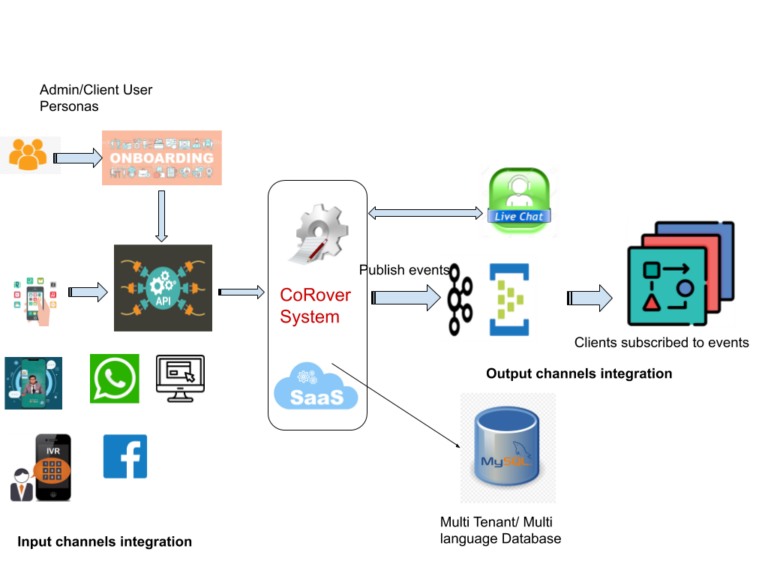 Admin/Client User
Personas
ONBOARDING
API
Live Chat
Publish events
CoRover
System
Clients subscribed to events
Output channels integration
SaaS
IVR
MySQL
Multi Tenant/ Multi
language Database
Input channels integration